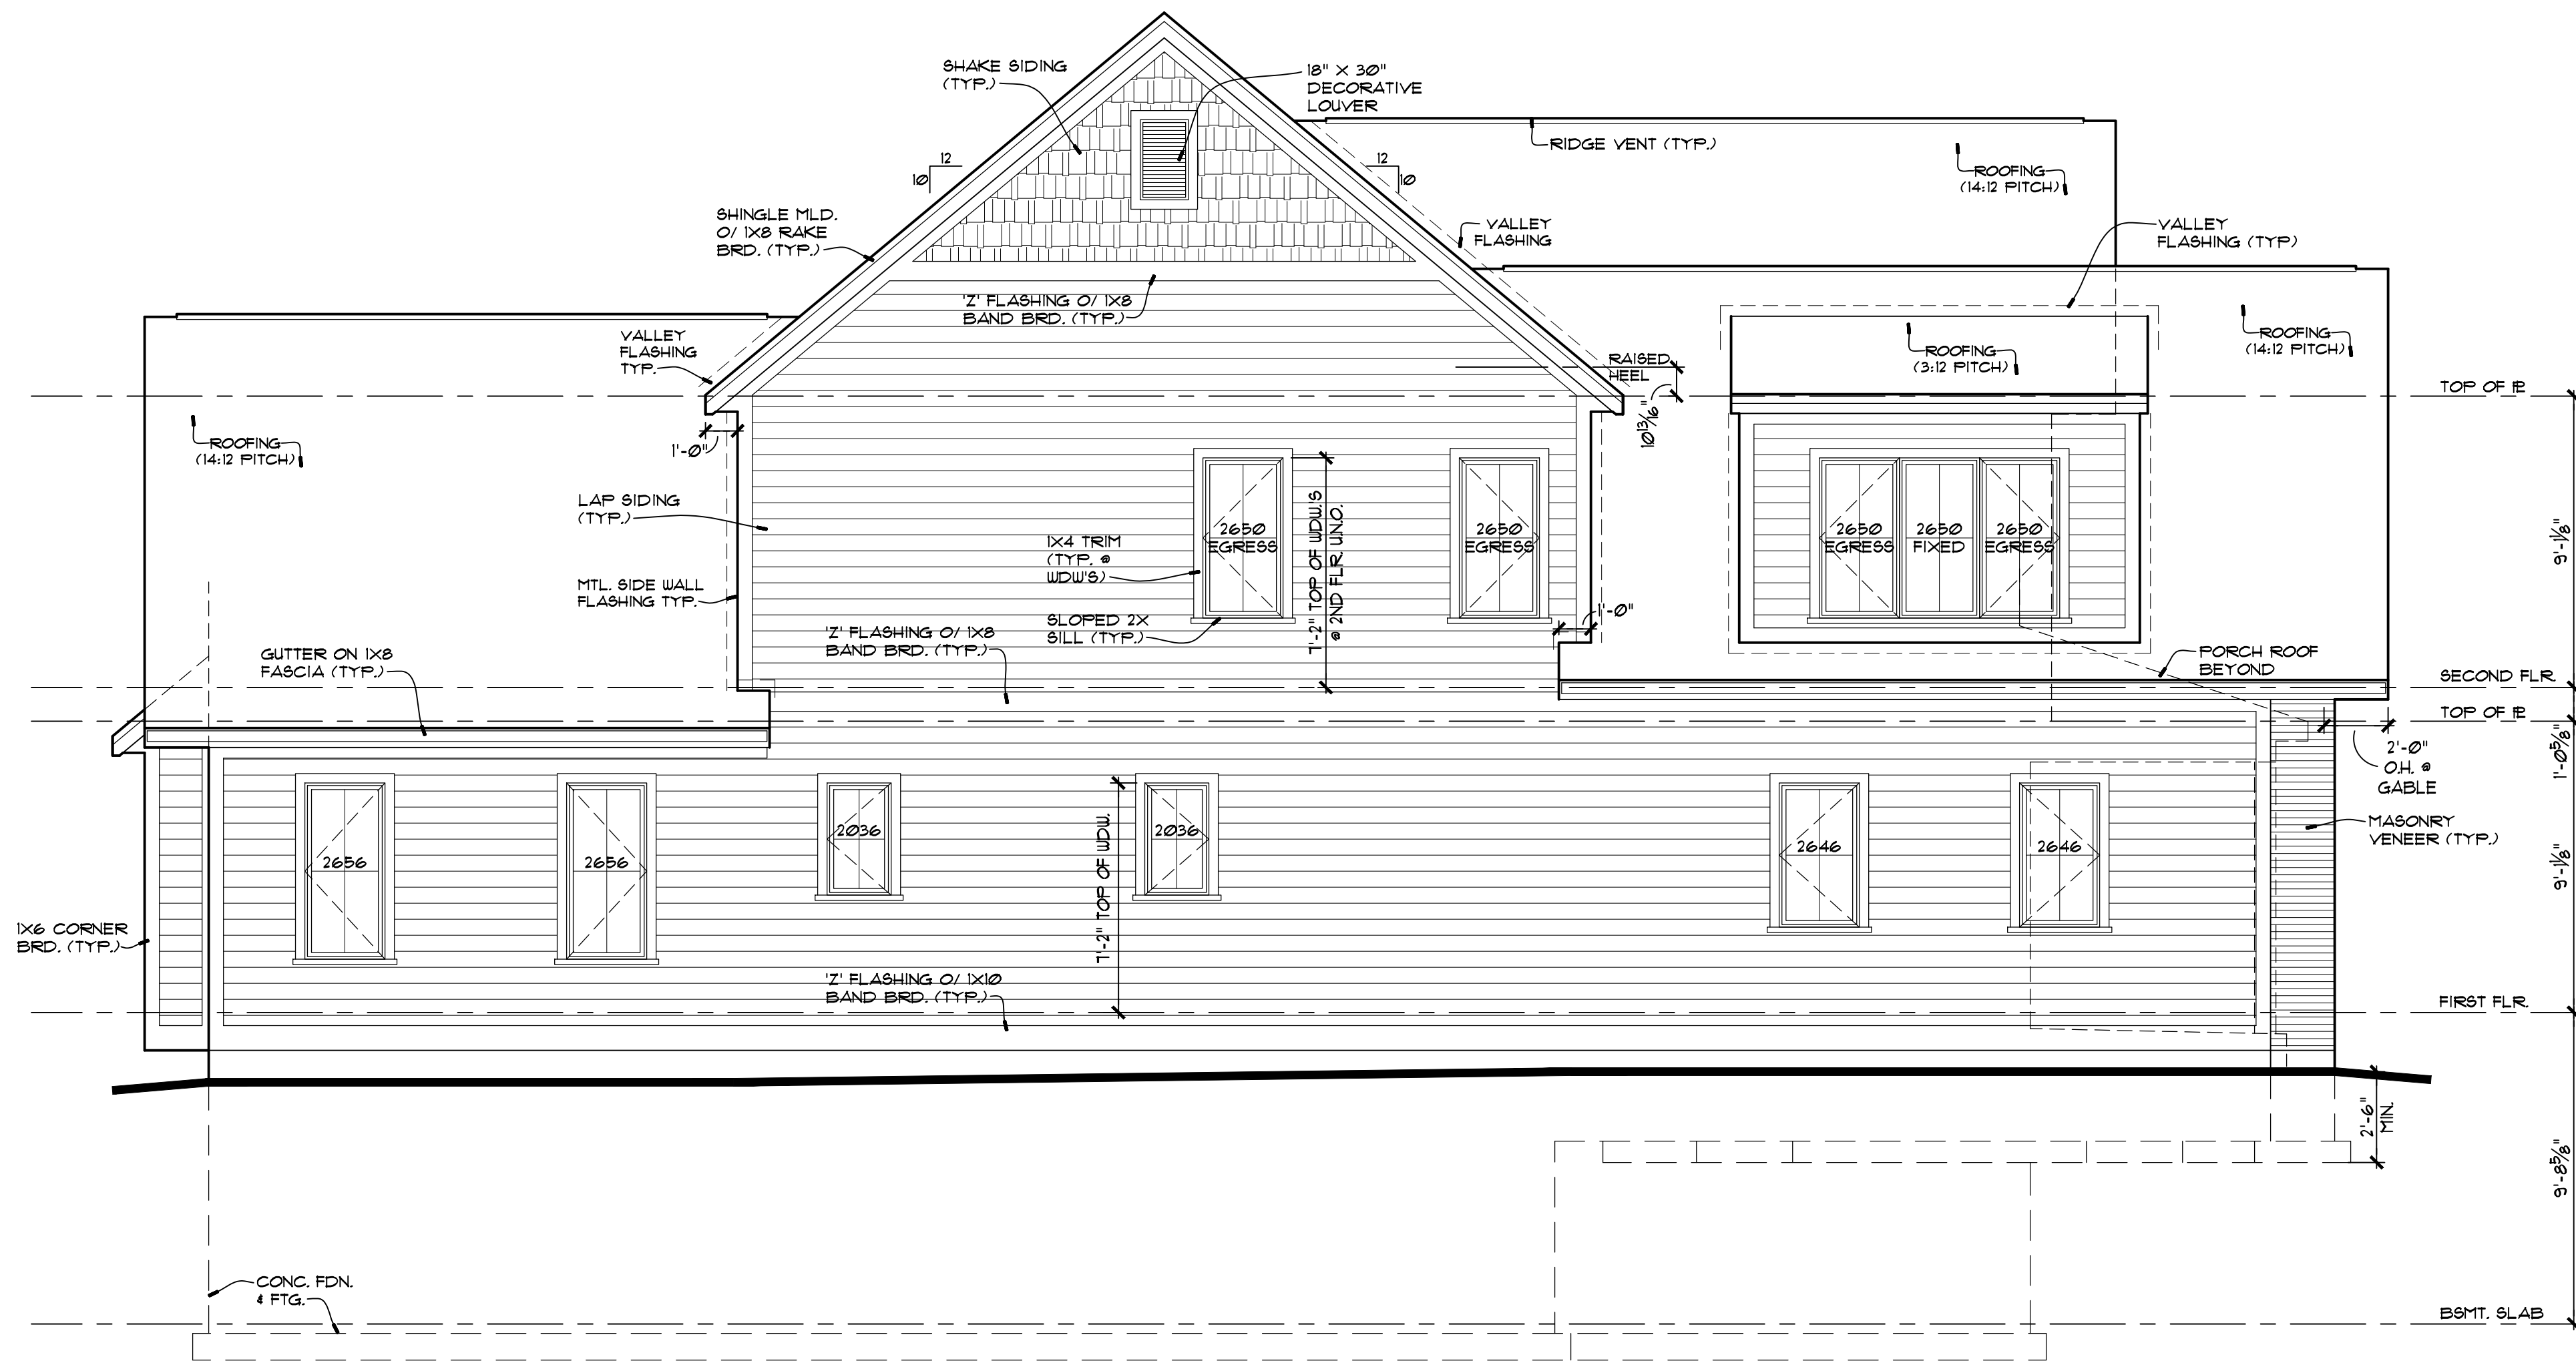 SHAKE SIDING
(TYP.)
18" X 30"
DECORATIVE
LOUVER
RIDGE VENT (TYP.)
ROOFING
(14:12 PITCH)
12
10
12
10
SHINGLE MLD.
O/ 1X8 RAKE
BRD. (TYP.)
VALLEY
FLASHING
VALLEY
FLASHING (TYP)
'Z' FLASHING O/ 1X8
BAND BRD. (TYP.)
VALLEY
FLASHING
TYP.
ROOFING
(14:12 PITCH)
ROOFING
(3:12 PITCH)
RAISED
HEEL
10 13/16"
TOP OF PL
ROOFING
(14:12 PITCH)
1'-0"
LAP SIDING
(TYP.)
2650
EGRESS
2650
EGRESS
2650
EGRESS
2650
FIXED
2650
EGRESS
7'-2" TOP OF WDW.'S
@ 2ND FLR. U.N.O.
9'-1 1/8"
1X4 TRIM
(TYP. @
WDW'S)
MTL. SIDE WALL
FLASHING TYP.
SLOPED 2X
SILL (TYP.)
1'-0"
'Z' FLASHING O/ 1X8
BAND BRD. (TYP.)
GUTTER ON 1X8
FASCIA (TYP.)
PORCH ROOF
BEYOND
SECOND FLR.
TOP OF PL
1'-0 5/8"
2'-0"
O.H. @
GABLE
MASONRY
VENEER (TYP.)
2656
2656
2036
2036
2646
2646
7'-2" TOP OF WDW.
9'-1 1/8"
1X6 CORNER
BRD. (TYP.)
'Z' FLASHING O/ 1X10
BAND BRD. (TYP.)
FIRST FLR.
2'-6"
MIN.
9'-8 5/8"
CONC. FDN.
& FTG.
BSMT. SLAB